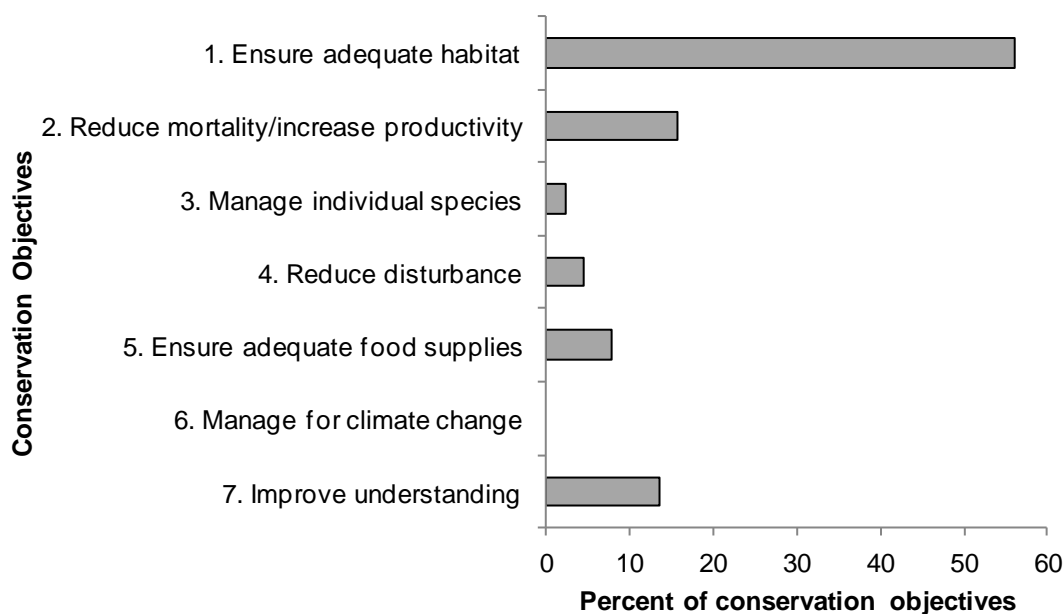 Conservation Objectives
1. Ensure adequate habitat
2. Reduce mortality/increase productivity
3. Manage individual species
4. Reduce disturbance
5. Ensure adequate food supplies
6. Manage for climate change
7. Improve understanding
0 10 20 30 40 50 60
Percent of conservation objectives